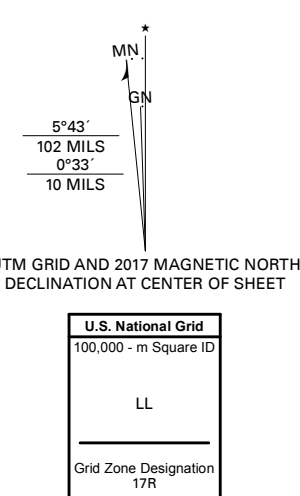 ★
MN
GN
5°43´
102 MILS
0°33´
10 MILS
UTM GRID AND 2017 MAGNETIC NORTH
DECLINATION AT CENTER OF SHEET
U.S. National Grid
100,000 - m Square ID
LL
Grid Zone Designation
17R